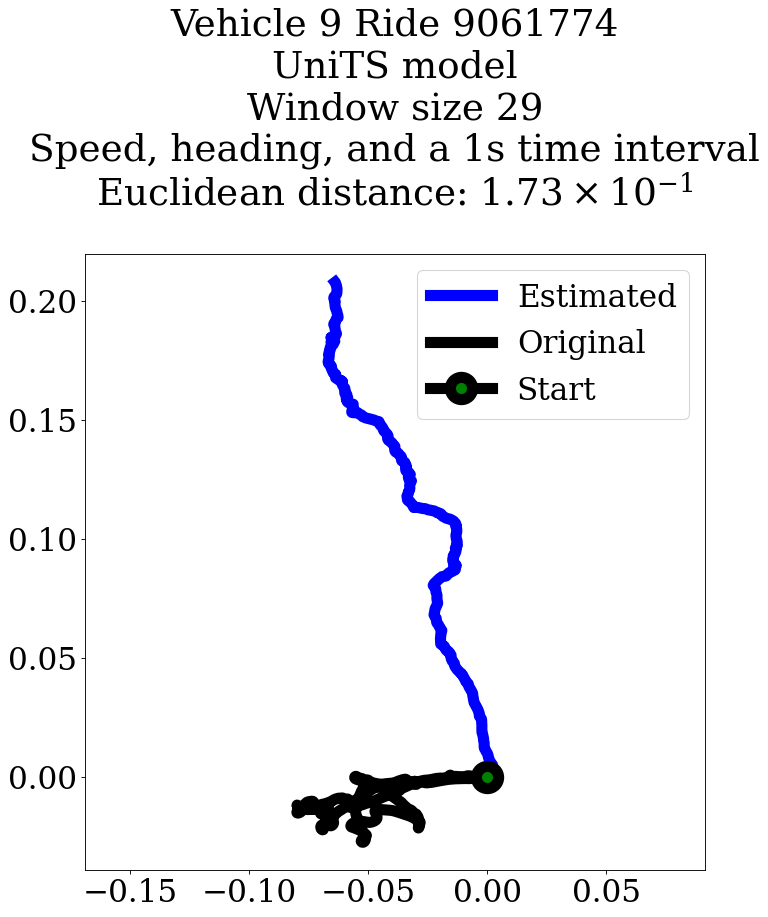 Vehicle 9 Ride 9061774
UniTS model
Window size 29
Speed, heading, and a 1s time interval
Euclidean distance: 1.73 × 10⁻¹
Estimated
Original
Start
0.20
0.15
0.10
0.05
0.00
−0.15 −0.10 −0.05 0.00 0.05